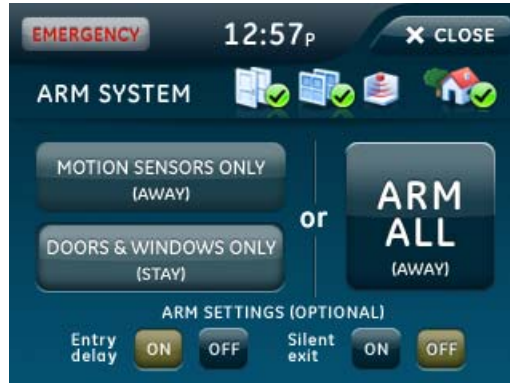 EMERGENCY 12:57P X CLOSE
ARM SYSTEM
MOTION SENSORS ONLY
(AWAY)
DOORS & WINDOWS ONLY
(STAY)
or
ARM
ALL
(AWAY)
ARM SETTINGS (OPTIONAL)
Entry
delay ON OFF
Silent
exit ON OFF